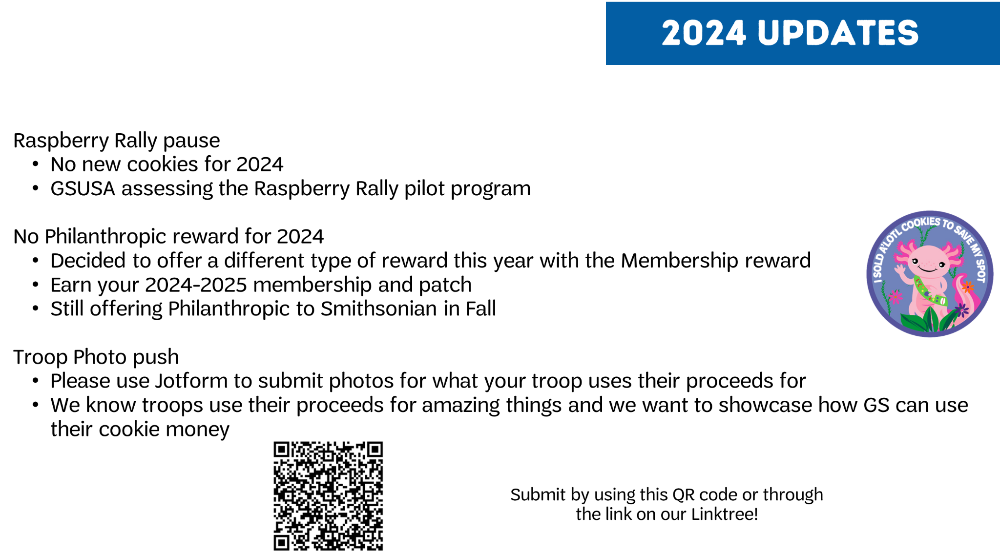 2024 UPDATES
Raspberry Rally pause
• No new cookies for 2024
• GSUSA assessing the Raspberry Rally pilot program
No Philanthropic reward for 2024
• Decided to offer a different type of reward this year with the Membership reward
• Earn your 2024-2025 membership and patch
• Still offering Philanthropic to Smithsonian in Fall
I SOLD A'LOTL COOKIES TO SAVE MY SPOT
Troop Photo push
• Please use Jotform to submit photos for what your troop uses their proceeds for
• We know troops use their proceeds for amazing things and we want to showcase how GS can use
their cookie money
Submit by using this QR code or through
the link on our Linktree!